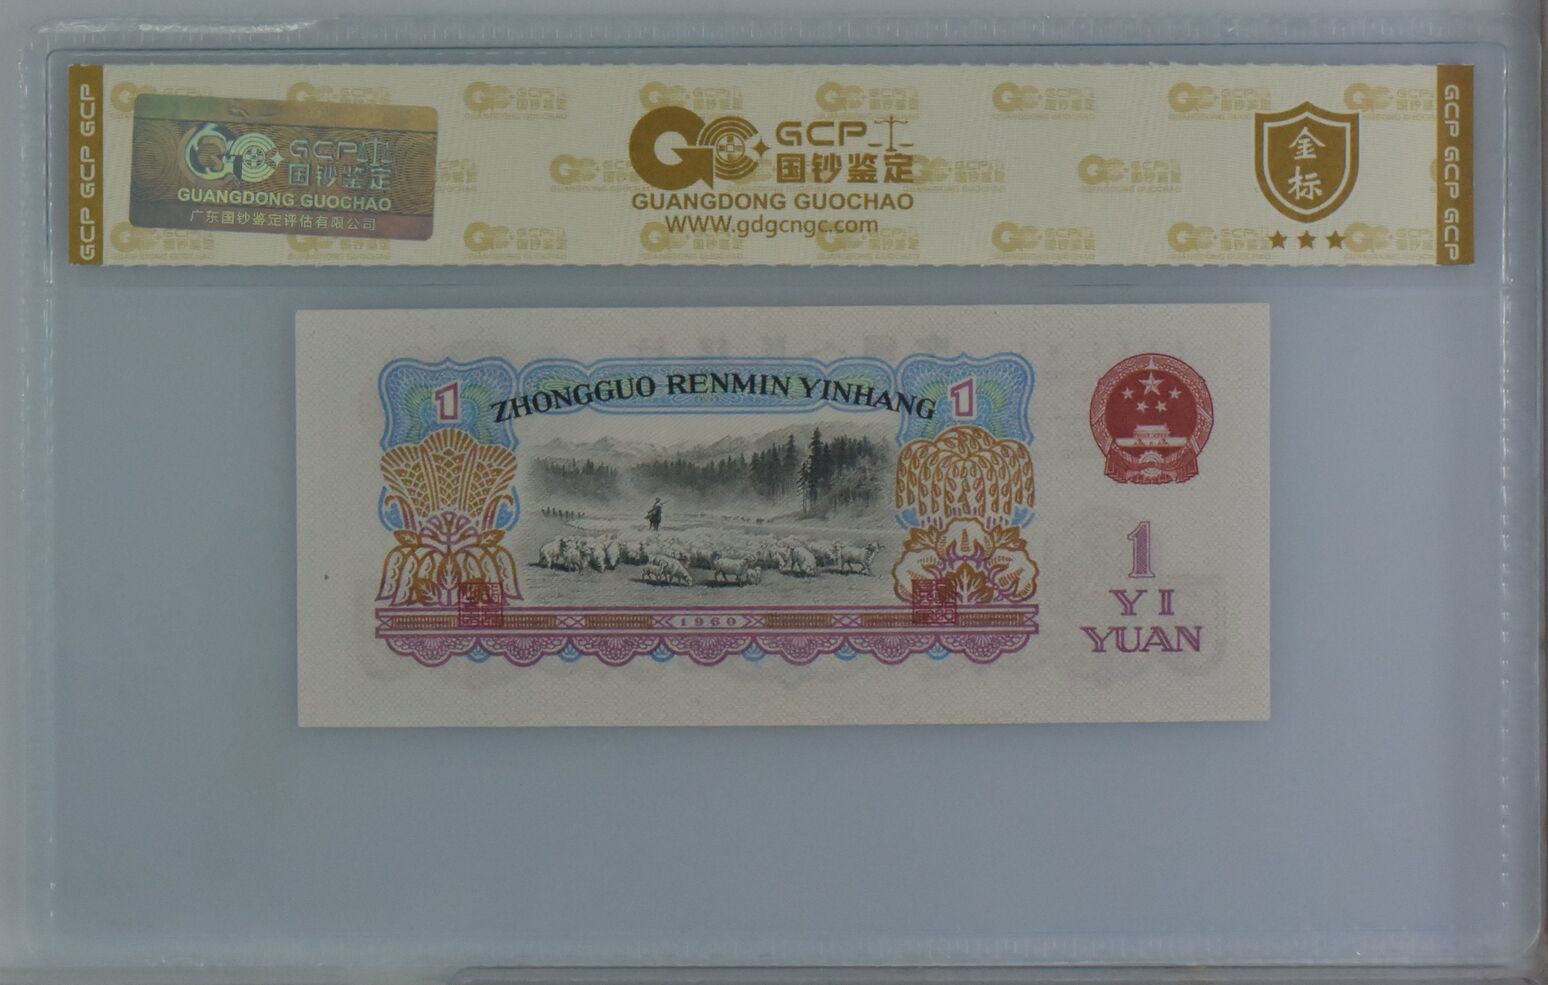 GCP GCP GCP
GCP
国钞鉴定
GUANGDONG GUOCHAO
广东国钞鉴定评估有限公司
GCP
国钞鉴定
GUANGDONG GUOCHAO
WWW.gdgcngc.com
金
标
GCP GCP GCP
ZHONGGUO RENMIN YINHANG
1
1
1960
1
YI
YUAN